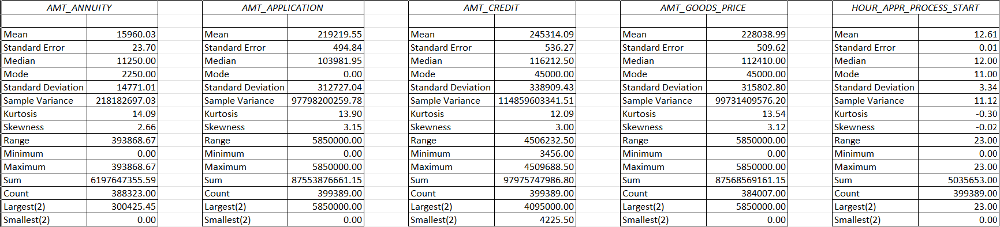 AMT_ANNUITY AMT_APPLICATION AMT_CREDIT AMT_GOODS_PRICE HOUR_APPR_PROCESS_START
Mean 15960.03 Mean 219219.55 Mean 245314.09 Mean 228038.99 Mean 12.61
Standard Error 23.70 Standard Error 494.84 Standard Error 536.27 Standard Error 509.62 Standard Error 0.01
Median 11250.00 Median 103981.95 Median 116212.50 Median 112410.00 Median 12.00
Mode 2250.00 Mode 0.00 Mode 45000.00 Mode 45000.00 Mode 11.00
Standard Deviation 14771.01 Standard Deviation 312727.04 Standard Deviation 338909.43 Standard Deviation 315802.80 Standard Deviation 3.34
Sample Variance 218182697.03 Sample Variance 97798200259.78 Sample Variance 114859603341.51 Sample Variance 99731409576.20 Sample Variance 11.12
Kurtosis 14.09 Kurtosis 13.90 Kurtosis 12.09 Kurtosis 13.54 Kurtosis -0.30
Skewness 2.66 Skewness 3.15 Skewness 3.00 Skewness 3.12 Skewness -0.02
Range 393868.67 Range 5850000.00 Range 4506232.50 Range 5850000.00 Range 23.00
Minimum 0.00 Minimum 0.00 Minimum 3456.00 Minimum 0.00 Minimum 0.00
Maximum 393868.67 Maximum 5850000.00 Maximum 4509688.50 Maximum 5850000.00 Maximum 23.00
Sum 6197647355.59 Sum 87553876661.15 Sum 97975747986.80 Sum 87568569161.15 Sum 5035653.00
Count 388323.00 Count 399389.00 Count 399389.00 Count 384007.00 Count 399389.00
Largest(2) 300425.45 Largest(2) 5850000.00 Largest(2) 4095000.00 Largest(2) 5850000.00 Largest(2) 23.00
Smallest(2) 0.00 Smallest(2) 0.00 Smallest(2) 4225.50 Smallest(2) 0.00 Smallest(2) 0.00